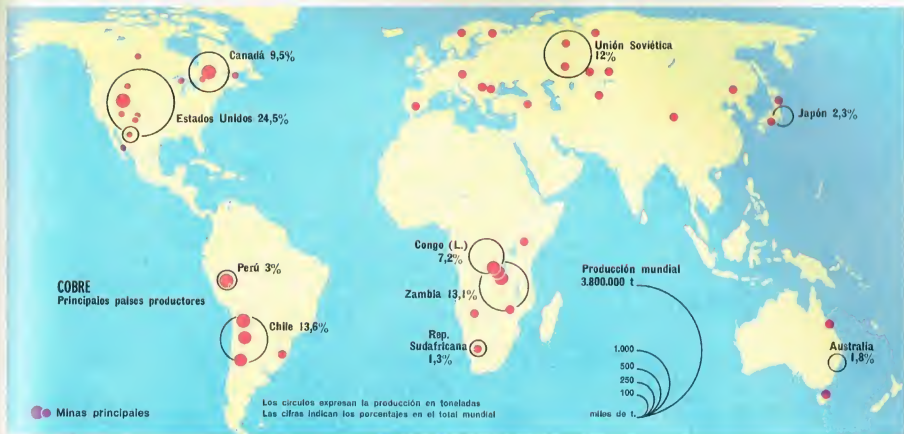 Canadá 9,5%
Estados Unidos 24,5%
Unión Soviética
12%
Japón 2,3%
Perú 3%
COBRE
Principales países productores
Chile 13,6%
Congo (L.)
7,2%
Zambia 13,1%
Rep.
Sudafricana
1,3%
Producción mundial
3.800.000 t
1.000
500
250
100
miles de t.
Australia
1,8%
Minas principales
Los círculos expresan la producción en toneladas
Las cifras indican los porcentajes en el total mundial